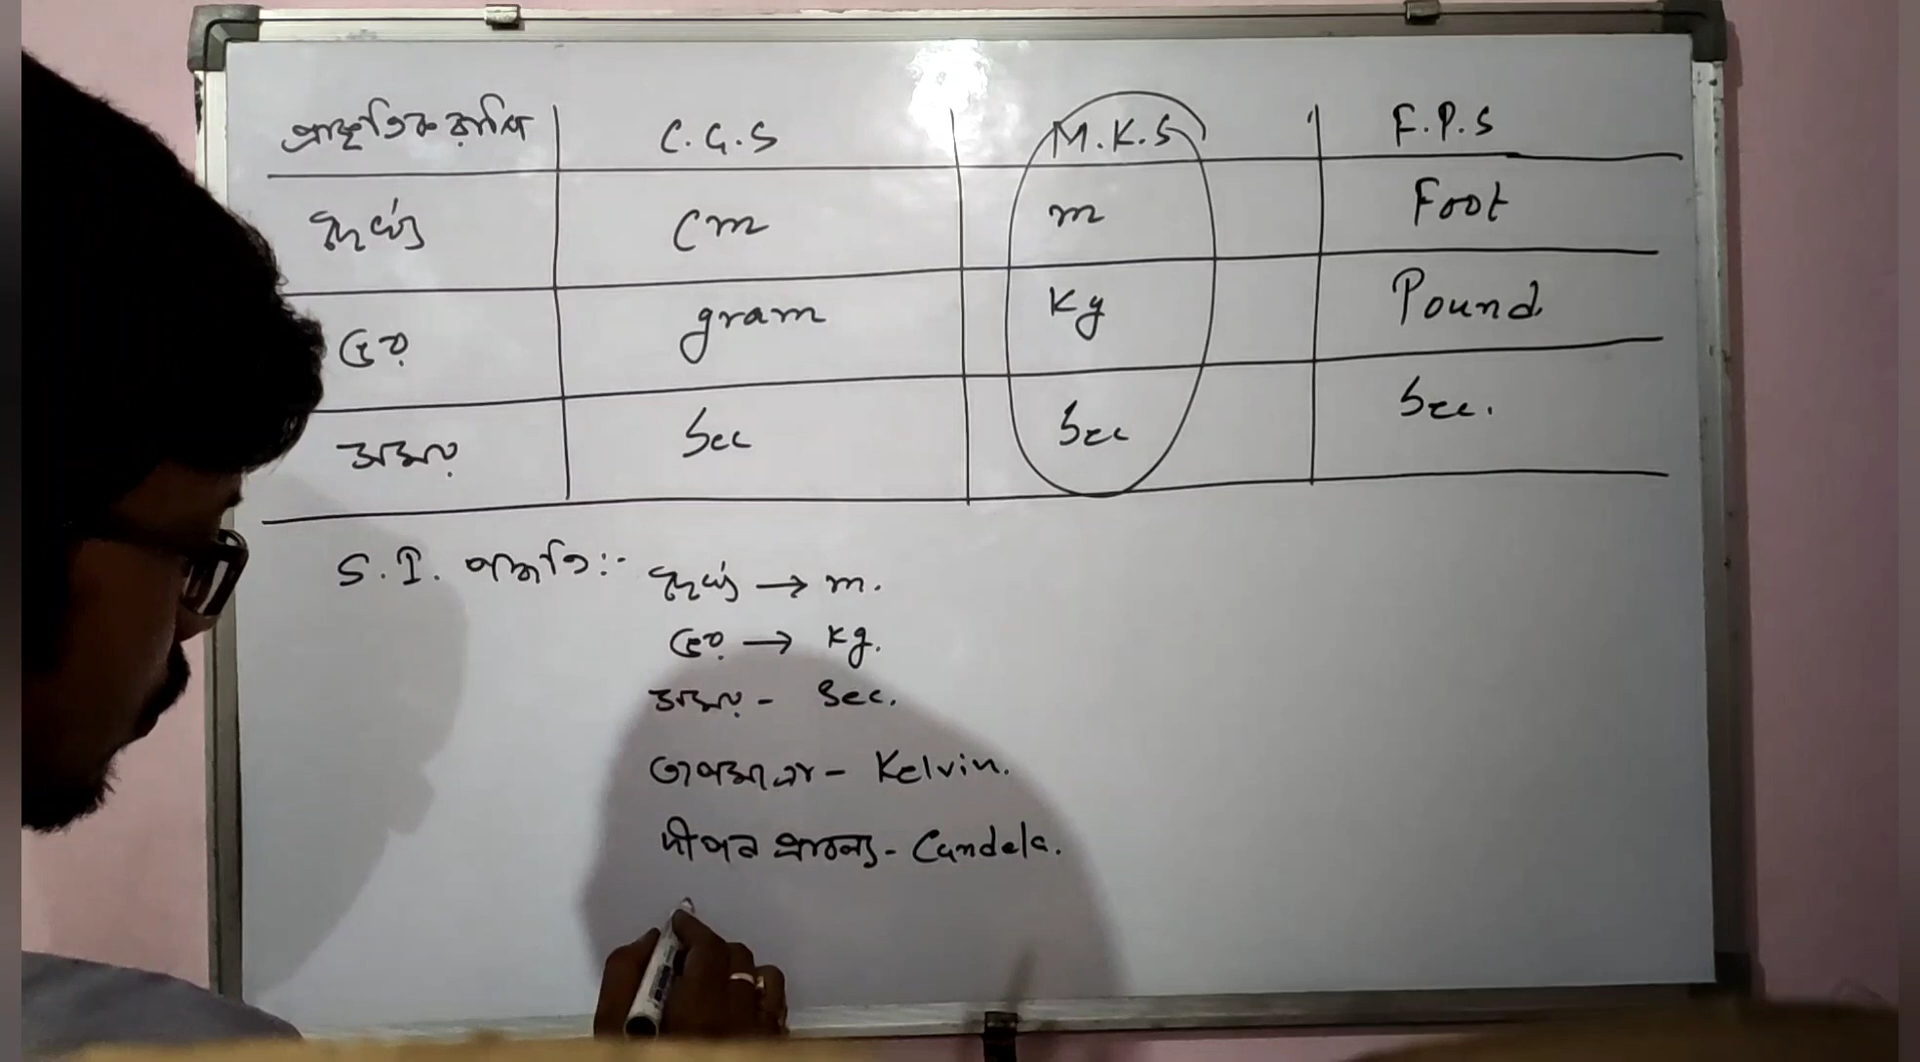 প্রাকৃতিক রাশি C.G.S M.K.S F.P.S
দৈর্ঘ্য cm m Foot
ভর gram Kg Pound.
সময় Sec Sec Sec.
S.I. পদ্ধতি:- দৈর্ঘ্য → m.
ভর → kg.
সময় - Sec.
তাপমাত্রা - Kelvin.
দীপন প্রাবল্য - Candela.